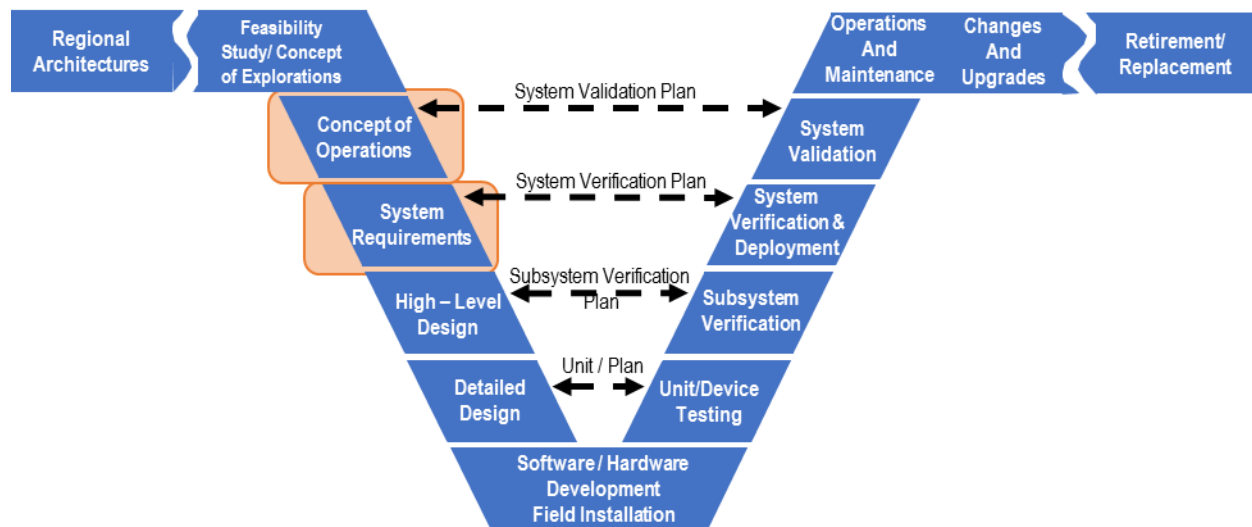 Regional
Architectures
Feasibility
Study/ Concept
of Explorations
Operations
And
Maintenance
Changes
And
Upgrades
Retirement/
Replacement
Concept of
Operations
System Validation Plan
System
Validation
System
Requirements
System Verification Plan
System
Verification &
Deployment
High – Level
Design
Subsystem Verification
Plan
Subsystem
Verification
Detailed
Design
Unit / Plan
Unit/Device
Testing
Software / Hardware
Development
Field Installation